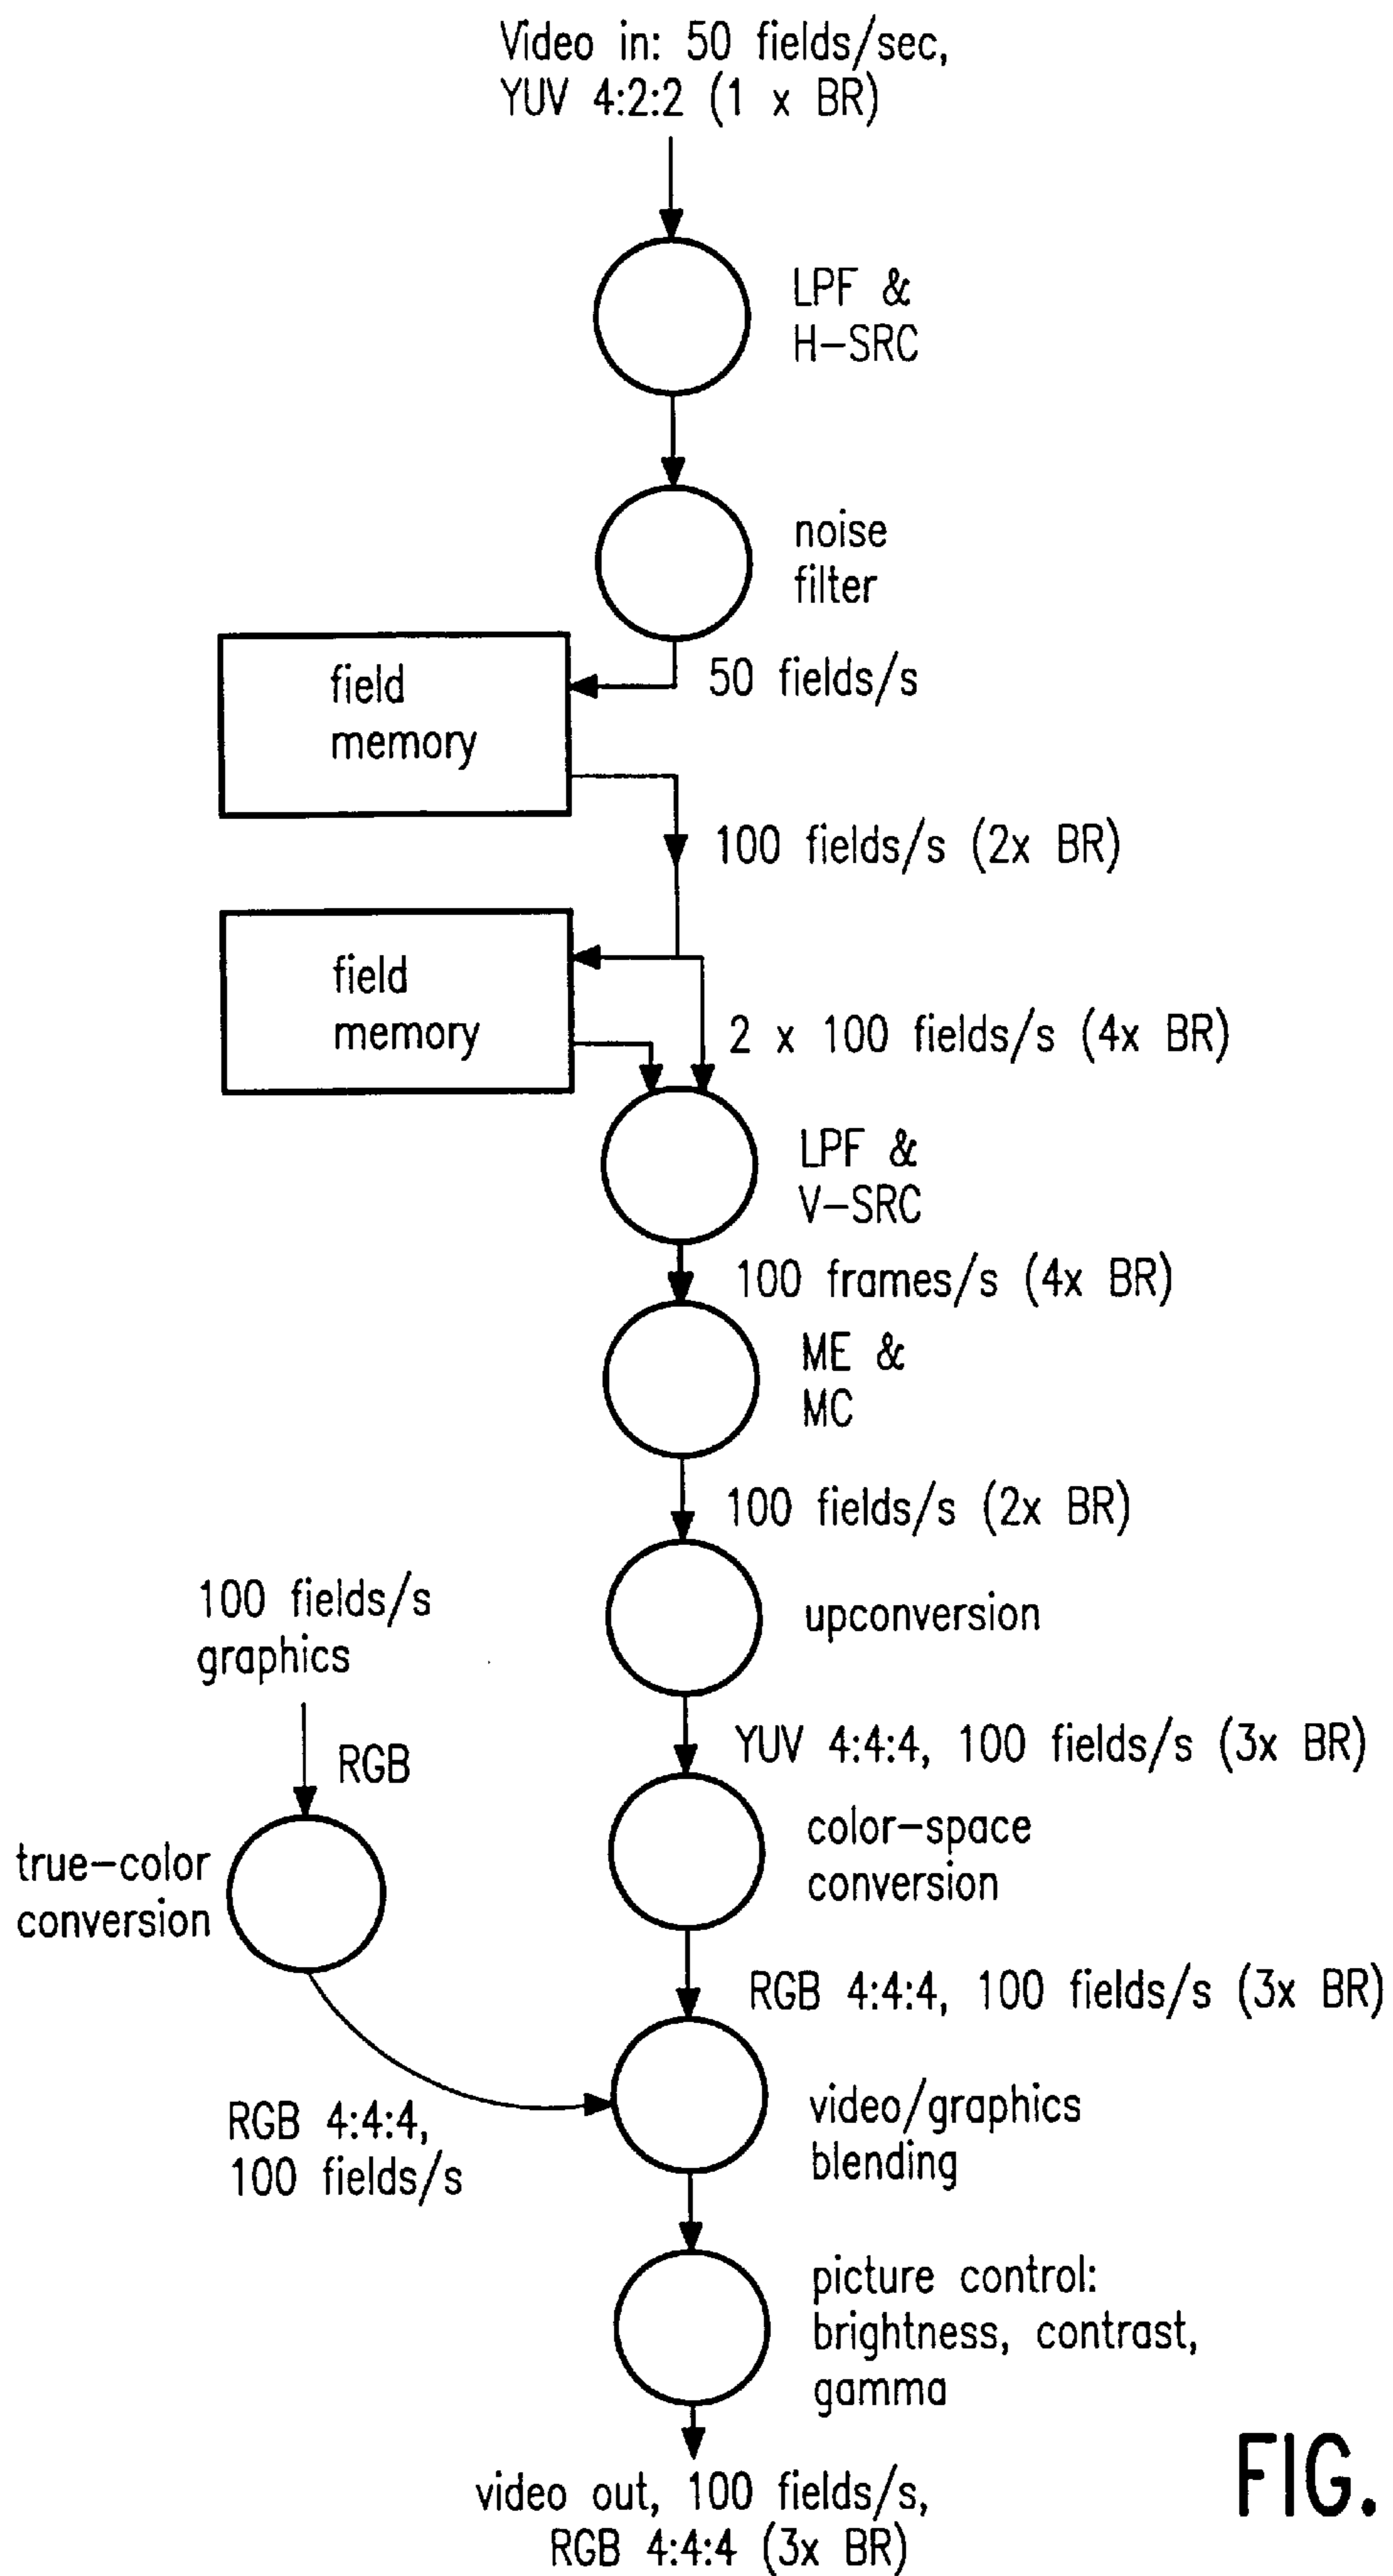 Video in: 50 fields/sec,
YUV 4:2:2 (1 x BR)
LPF &
H-SRC
noise
filter
field
memory
50 fields/s
100 fields/s (2x BR)
field
memory
2 x 100 fields/s (4x BR)
LPF &
V-SRC
100 frames/s (4x BR)
ME &
MC
100 fields/s (2x BR)
100 fields/s
graphics
upconversion
RGB
YUV 4:4:4, 100 fields/s (3x BR)
true-color
conversion
color-space
conversion
RGB 4:4:4, 100 fields/s (3x BR)
RGB 4:4:4,
100 fields/s
video/graphics
blending
picture control:
brightness, contrast,
gamma
video out, 100 fields/s,
RGB 4:4:4 (3x BR)
FIG.